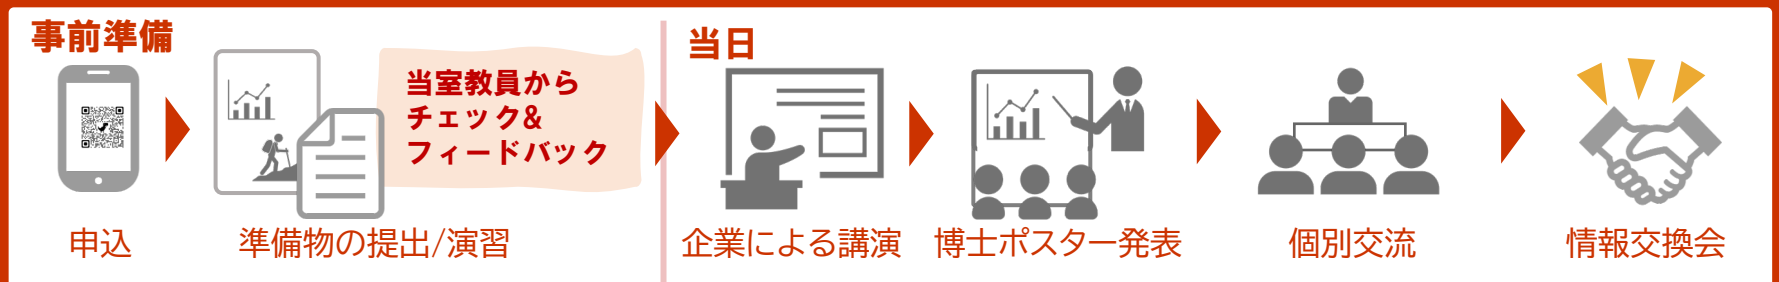 事前準備
当日
当室教員から
チェック&
フィードバック
申込
準備物の提出/演習
企業による講演
博士ポスター発表
個別交流
情報交換会